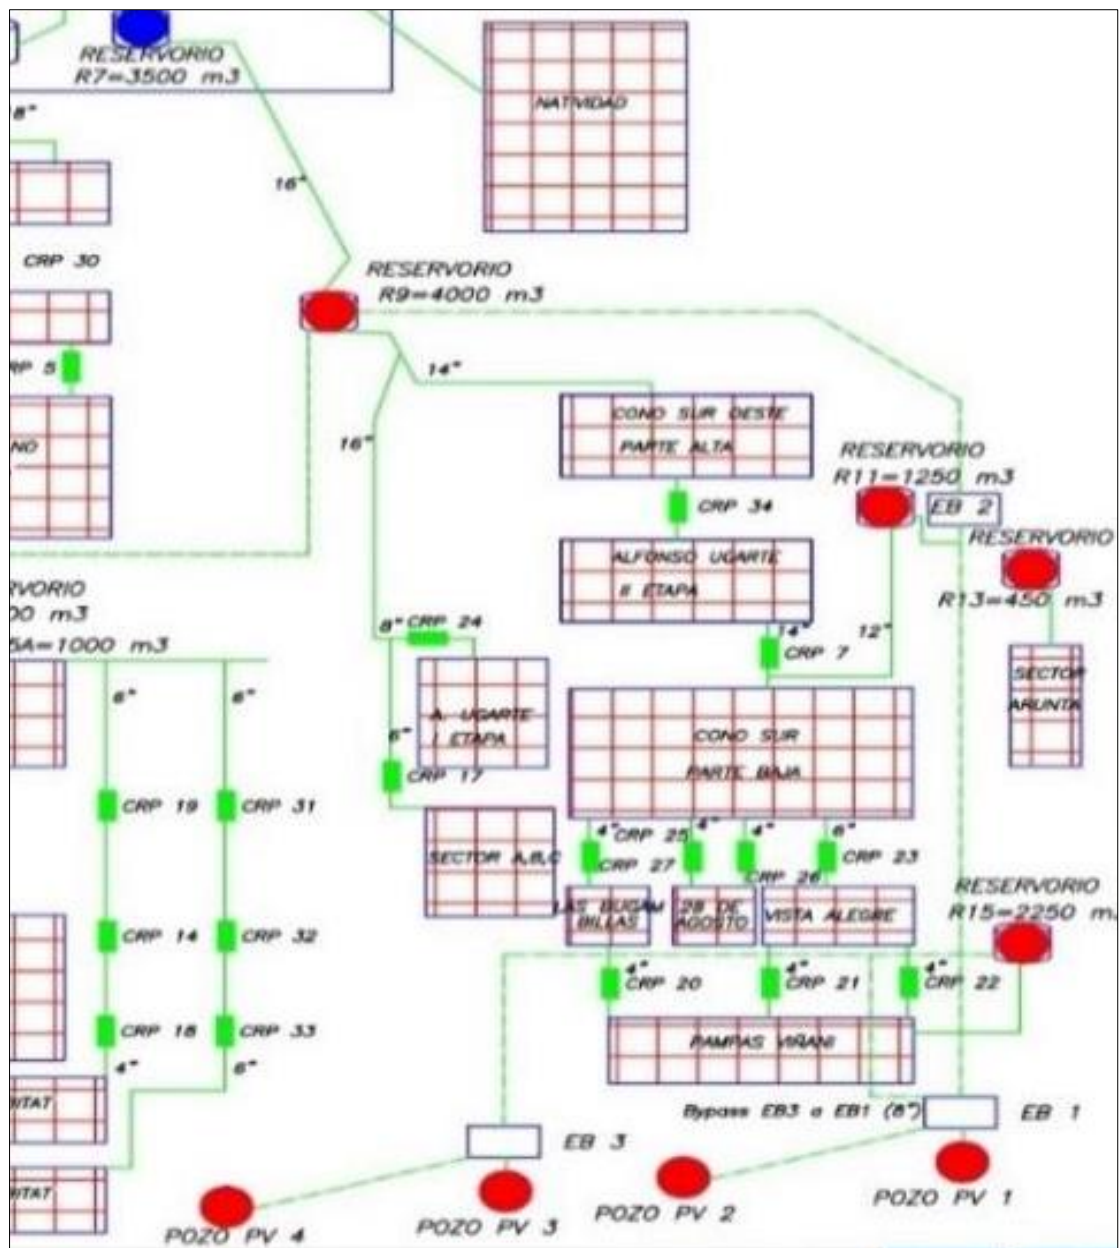 RESERVORIO
R7=3500 m3
8"
NATIVIDAD
16"
CRP 30
RESERVORIO
R9=4000 m3
RP 5
14"
NO
16"
CONO SUR OESTE
PARTE ALTA
RESERVORIO
R11=1250 m3
CRP 34
EB 2
RESERVORIO
R13=450 m3
ALFONSO UGARTE
II ETAPA
RVORIO
00 m3
5A=1000 m3
8" CRP 24
14"
12"
CRP 7
6"
6"
SECTOR
ARUNTA
A. UGARTE
I ETAPA
6"
CRP 17
CONO SUR
PARTE BAJA
CRP 19
CRP 31
4"
CRP 25
4"
4"
6"
SECTOR A,B,C
CRP 27
CRP 26
CRP 23
LAS BUGAM
BILLAS
28 DE
AGOSTO
VISTA ALEGRE
RESERVORIO
R15=2250 m
CRP 14
CRP 32
4"
CRP 20
4"
CRP 21
4"
CRP 22
CRP 18
CRP 33
PAMPAS VIÑANI
4"
6"
BITAT
Bypass EB3 a EB1 (8")
EB 1
EB 3
BITAT
POZO PV 4
POZO PV 3
POZO PV 2
POZO PV 1